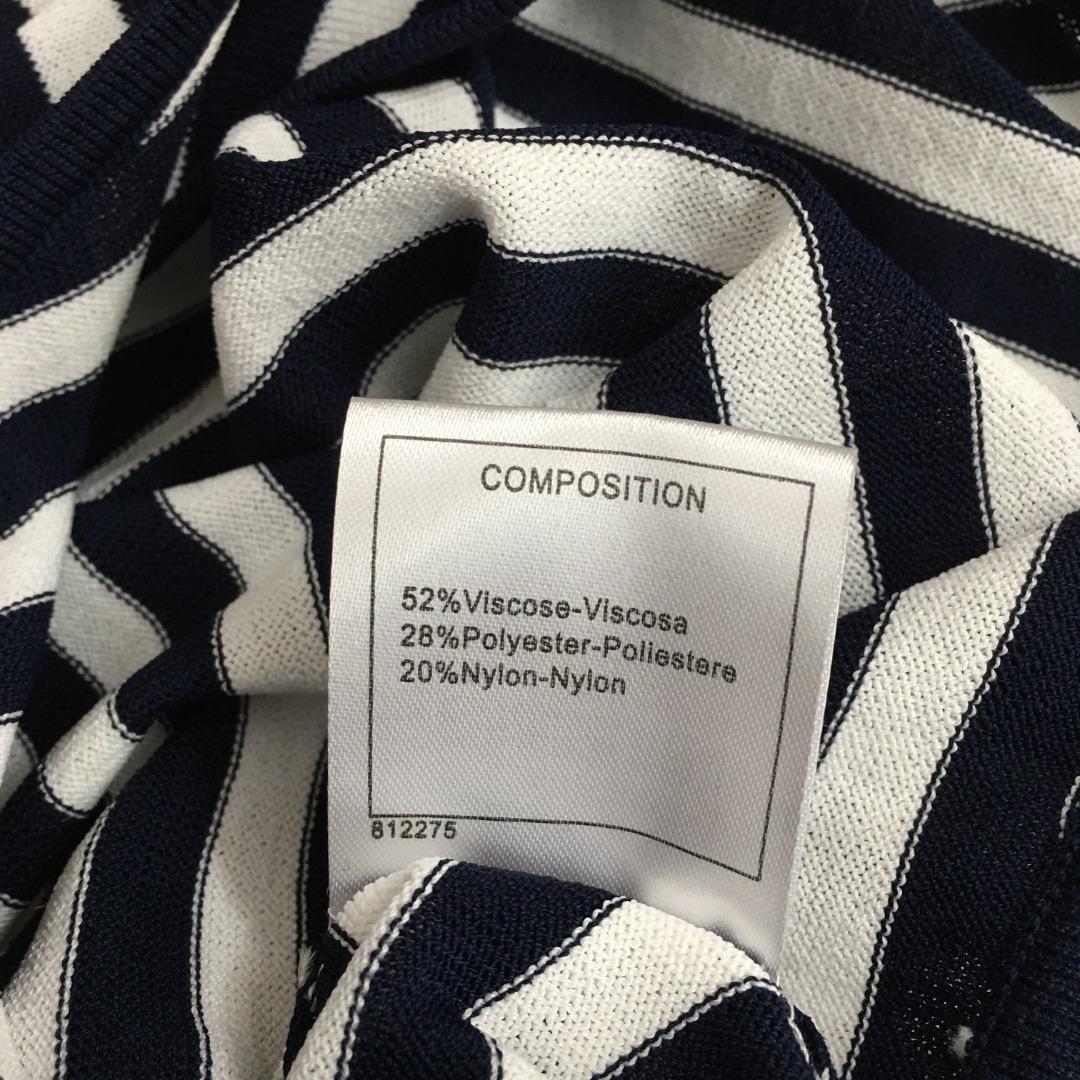 COMPOSITION
52%Viscose-Viscosa
28%Polyester-Poliestere
20%Nylon-Nylon
812275